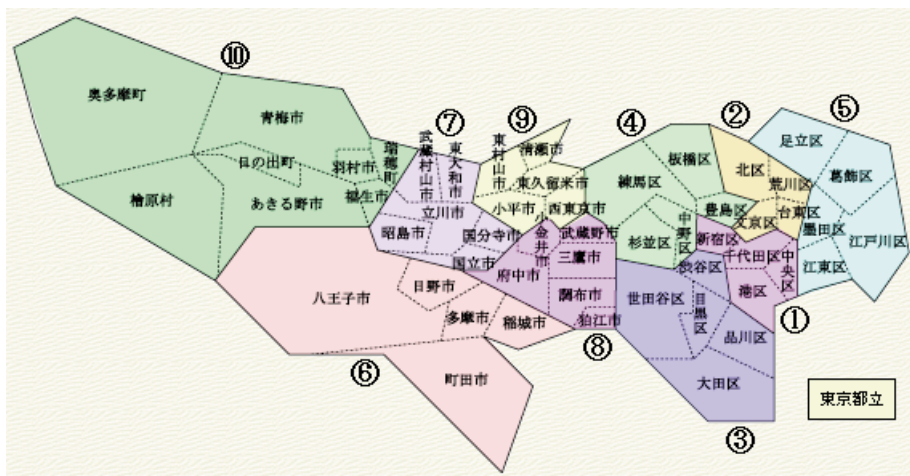 ⑩
奥多摩町
青梅市
日の出町
羽村市
瑞穂町
福生市
檜原村
あきる野市
⑦
武蔵村山市
東大和市
立川市
昭島市
国分寺市
国立市
⑨
東村山市
清瀬市
東久留米市
小平市
西東京市
小金井市
武蔵野市
三鷹市
府中市
調布市
狛江市
⑧
八王子市
日野市
多摩市
稲城市
町田市
⑥
④
板橋区
練馬区
豊島区
中野区
杉並区
②
北区
荒川区
文京区
台東区
⑤
足立区
葛飾区
墨田区
江戸川区
江東区
新宿区
千代田区
中央区
港区
①
渋谷区
世田谷区
目黒区
品川区
大田区
③
東京都立